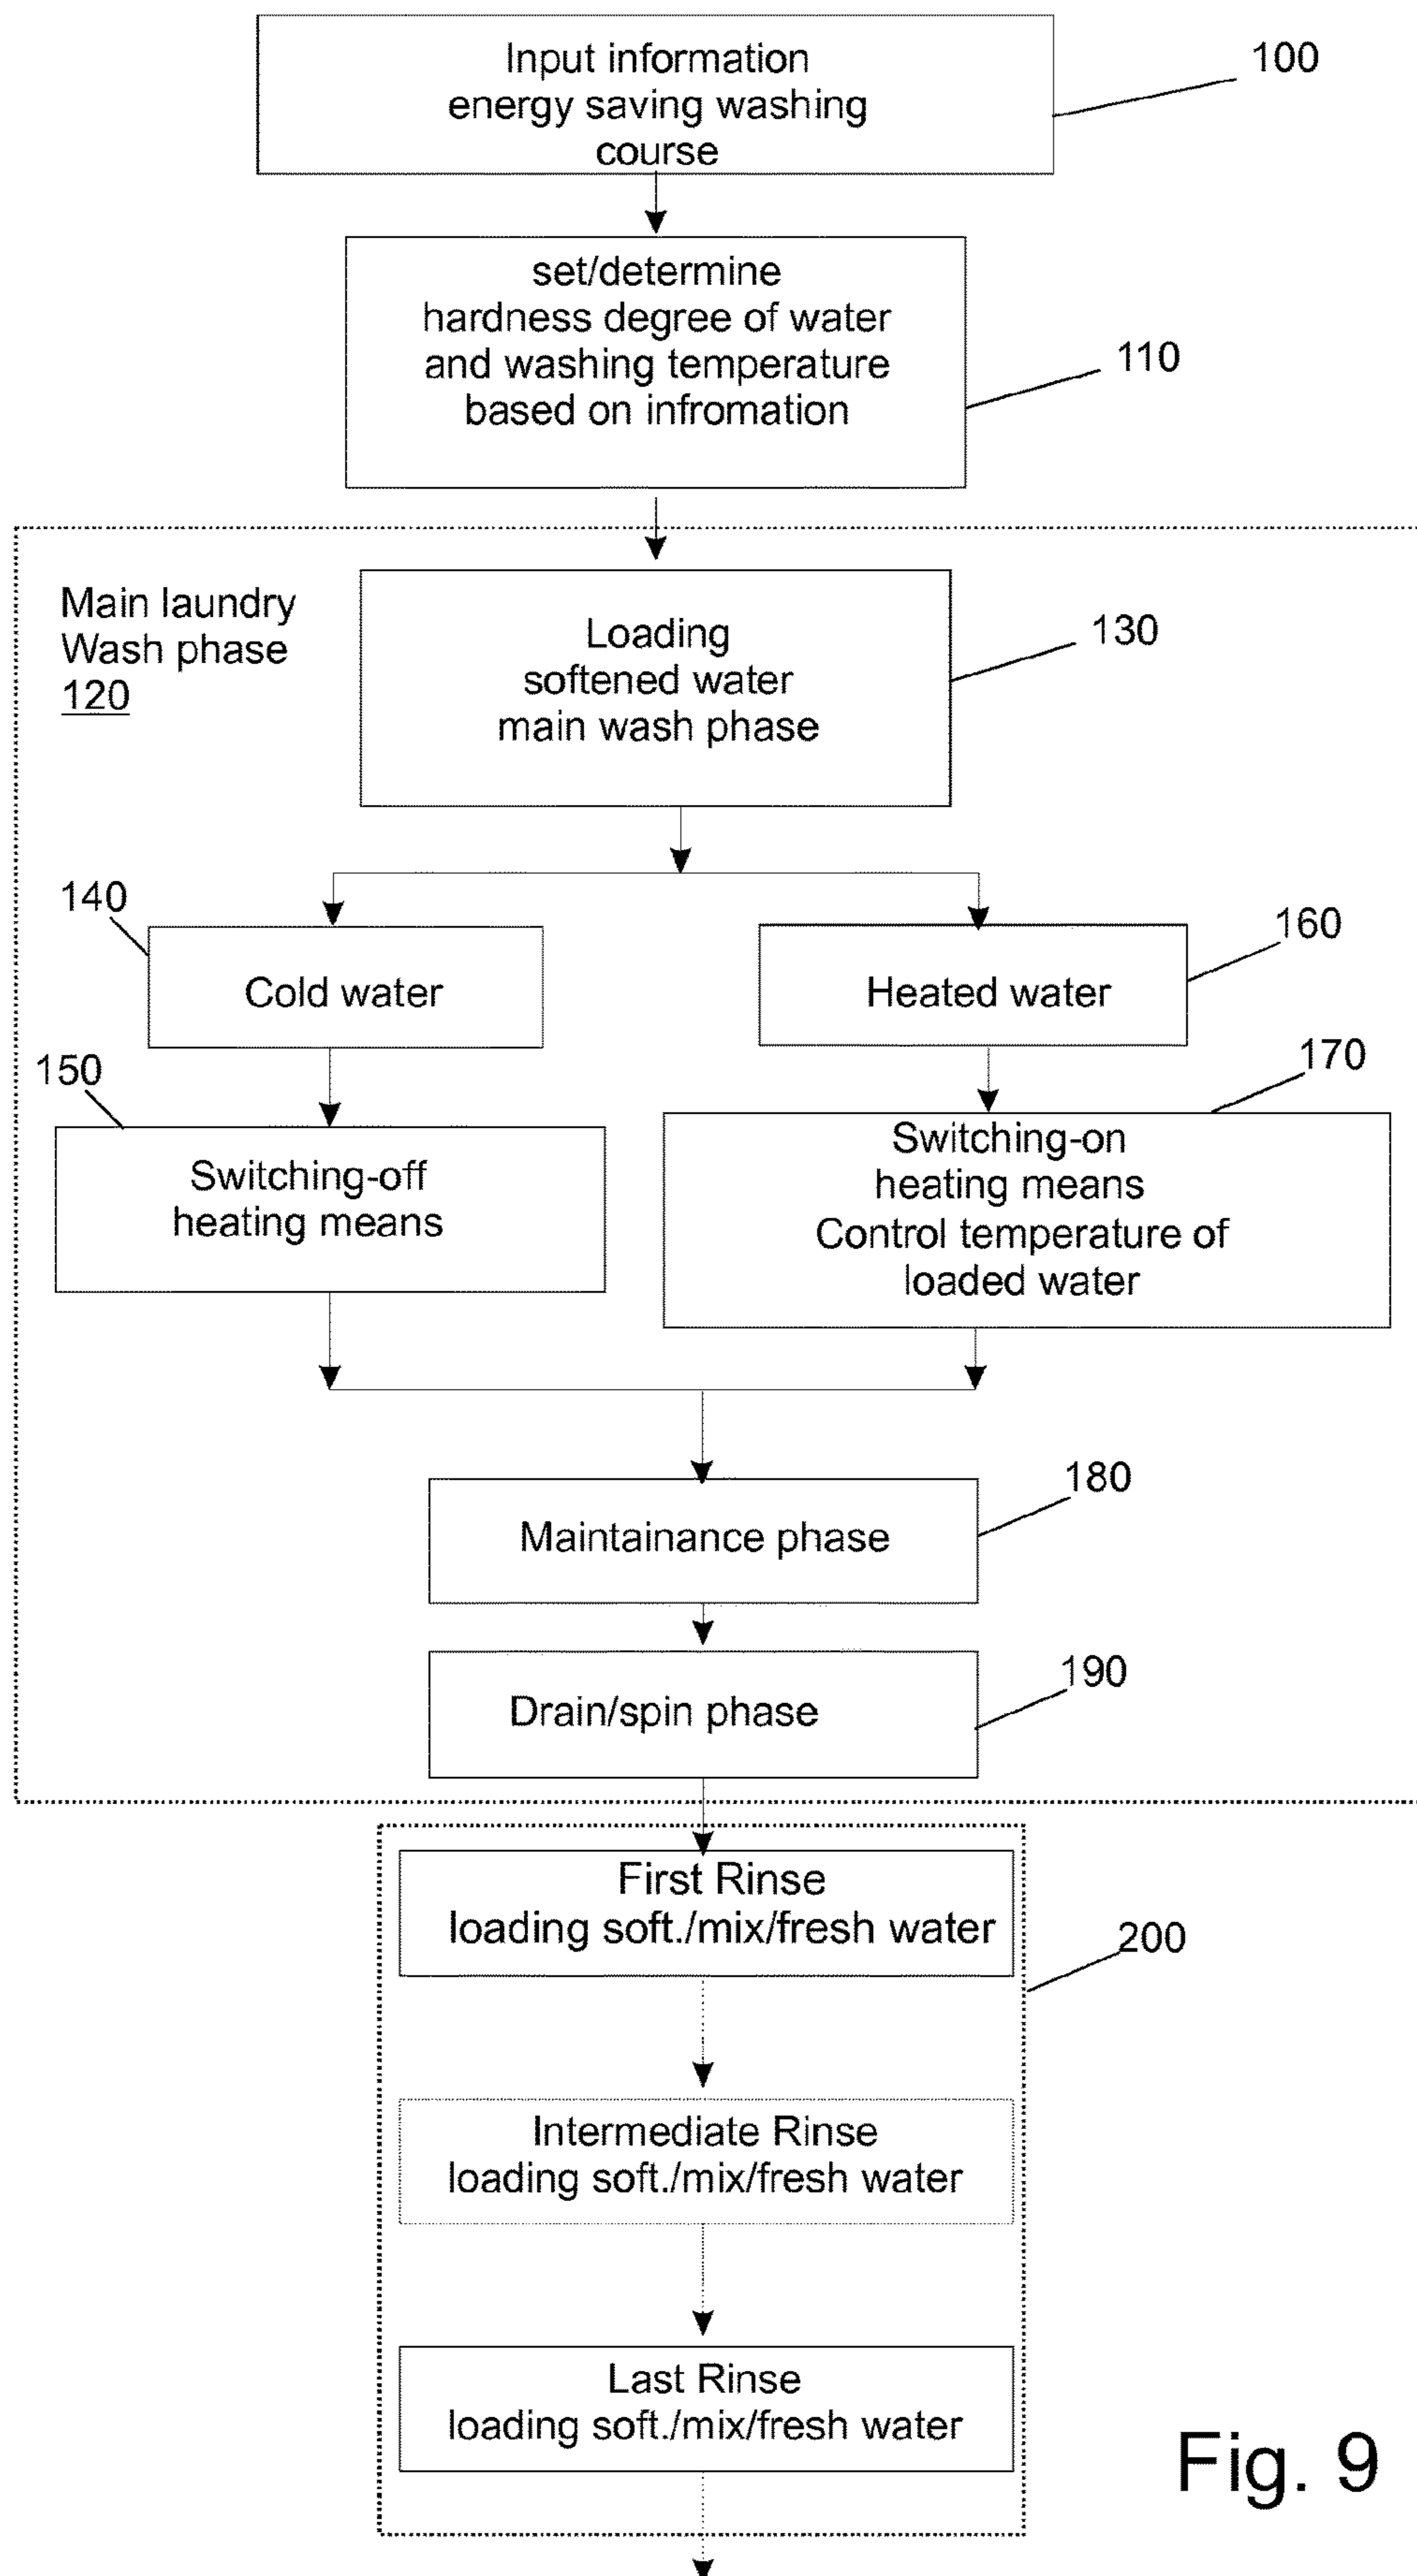 Input information
energy saving washing
course
100
set/determine
hardness degree of water
and washing temperature
based on infromation
110
Main laundry
Wash phase
120
Loading
softened water
main wash phase
130
140
Cold water
160
Heated water
150
Switching-off
heating means
170
Switching-on
heating means
Control temperature of
loaded water
Maintainance phase
180
Drain/spin phase
190
First Rinse
loading soft./mix/fresh water
200
Intermediate Rinse
loading soft./mix/fresh water
Last Rinse
loading soft./mix/fresh water
Fig. 9